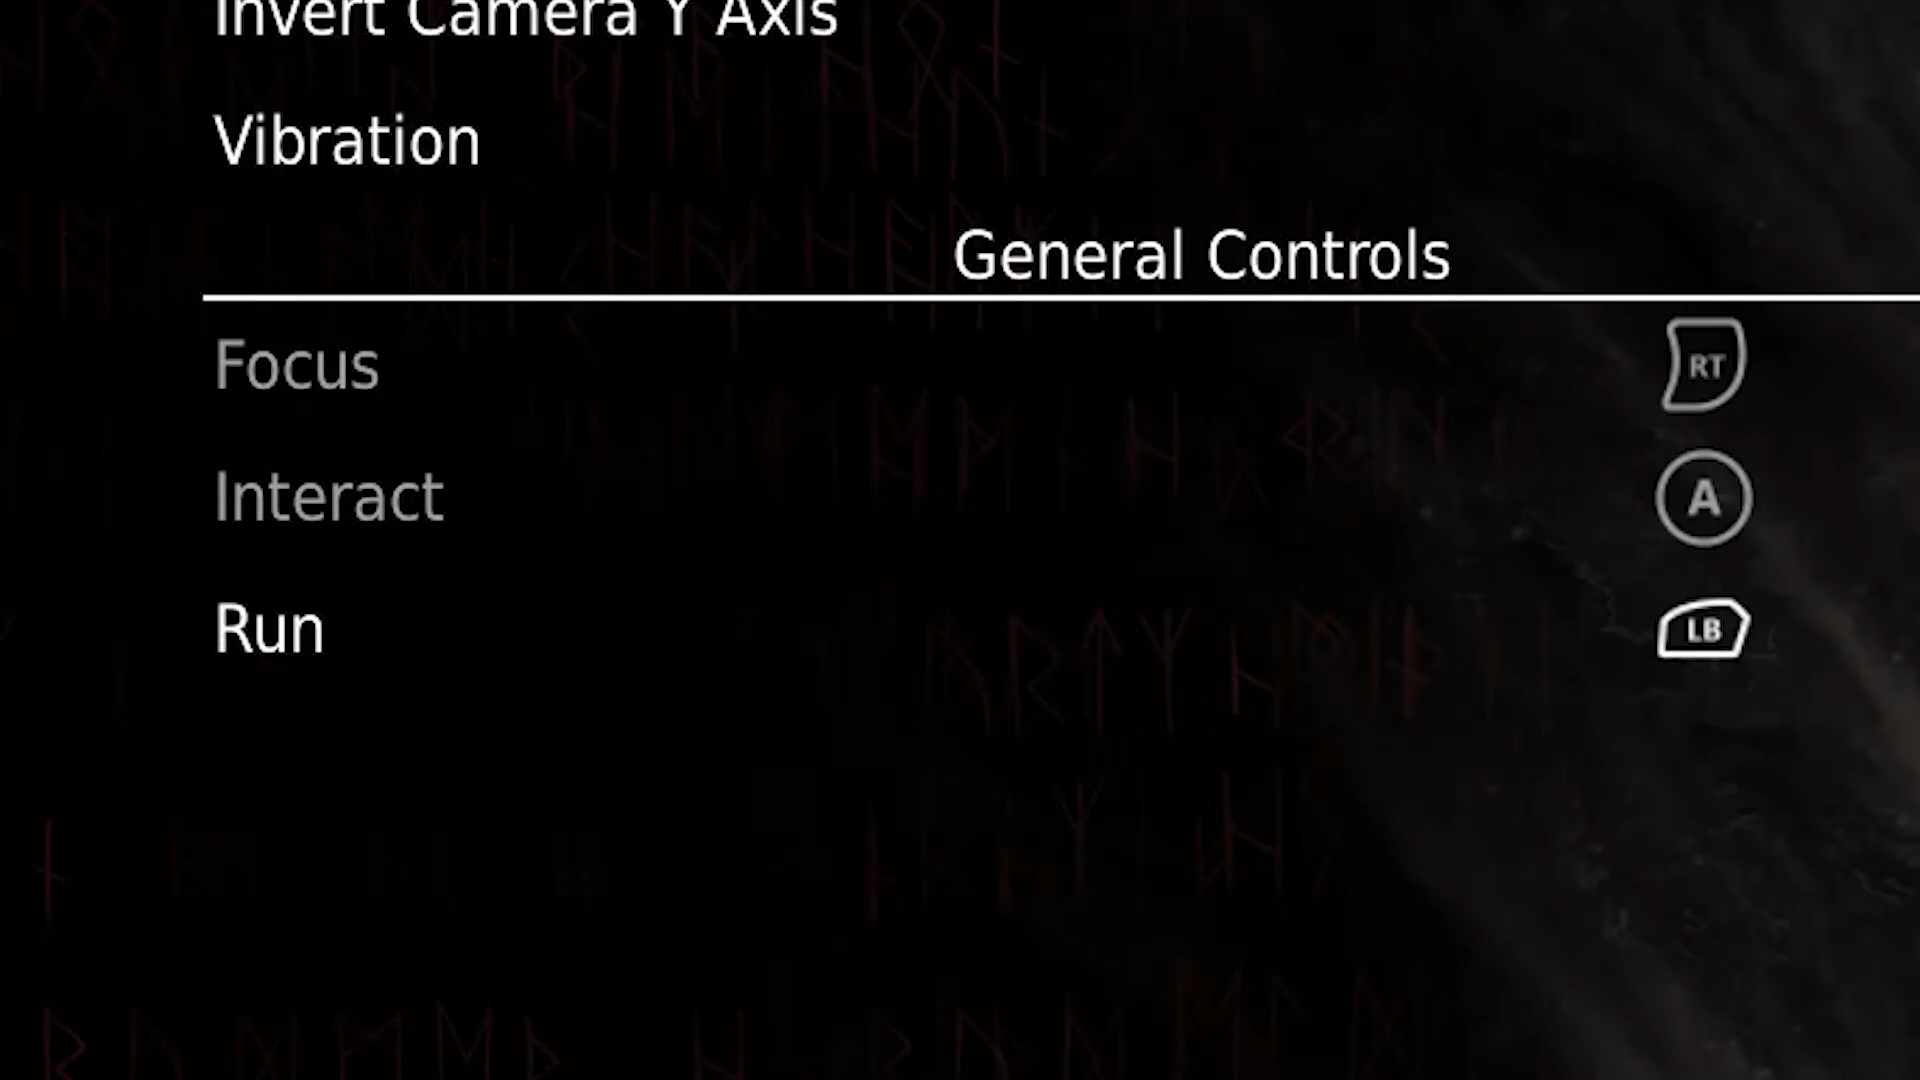 Invert Camera Y Axis
Vibration
General Controls
Focus RT
Interact A
Run LB